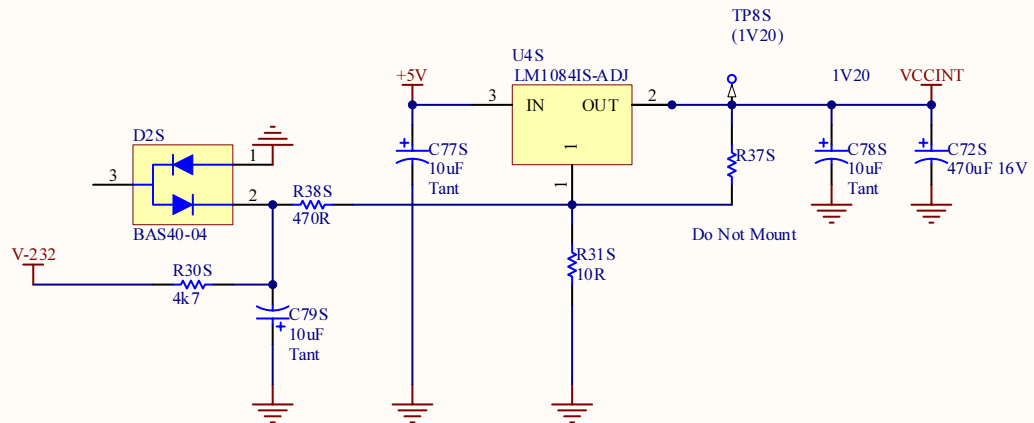 TP8S
(1V20)
U4S
LM1084IS-ADJ
+5V
1V20
VCCINT
3
IN
OUT
2
1
1
D2S
3
1
2
BAS40-04
C77S
10uF
Tant
R37S
C78S
10uF
Tant
C72S
470uF 16V
R38S
470R
Do Not Mount
V-232
R30S
4k7
R31S
10R
C79S
10uF
Tant